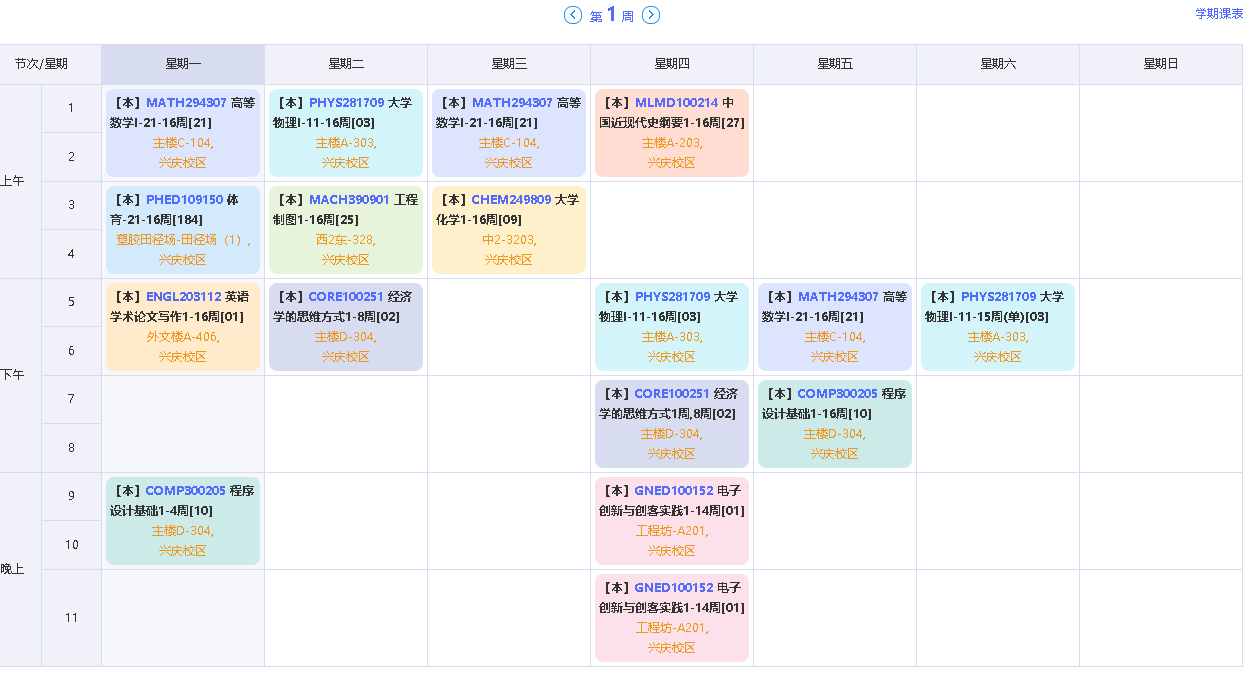 第 1 周
学期课表
节次/星期 星期一 星期二 星期三 星期四 星期五 星期六 星期日
上午
1
【本】MATH294307 高等
数学I-21-16周[21]
主楼C-104,
兴庆校区
【本】PHYS281709 大学
物理I-11-16周[03]
主楼A-303,
兴庆校区
【本】MATH294307 高等
数学I-21-16周[21]
主楼C-104,
兴庆校区
【本】MLMD100214 中
国近现代史纲要1-16周[27]
主楼A-203,
兴庆校区
2
3
【本】PHED109150 体
育-21-16周[184]
塑胶田径场-田径场（1）,
兴庆校区
【本】MACH390901 工程
制图1-16周[25]
西2东-328,
兴庆校区
【本】CHEM249809 大学
化学1-16周[09]
中2-3203,
兴庆校区
4
下午
5
【本】ENGL203112 英语
学术论文写作1-16周[01]
外文楼A-406,
兴庆校区
【本】CORE100251 经济
学的思维方式1-8周[02]
主楼D-304,
兴庆校区
【本】PHYS281709 大学
物理I-11-16周[03]
主楼A-303,
兴庆校区
【本】MATH294307 高等
数学I-21-16周[21]
主楼C-104,
兴庆校区
【本】PHYS281709 大学
物理I-11-15周(单)[03]
主楼A-303,
兴庆校区
6
7
【本】CORE100251 经济
学的思维方式1周,8周[02]
主楼D-304,
兴庆校区
【本】COMP300205 程序
设计基础1-16周[10]
主楼D-304,
兴庆校区
8
晚上
9
【本】COMP300205 程序
设计基础1-4周[10]
主楼D-304,
兴庆校区
【本】GNED100152 电子
创新与创客实践1-14周[01]
工程坊-A201,
兴庆校区
10
11
【本】GNED100152 电子
创新与创客实践1-14周[01]
工程坊-A201,
兴庆校区